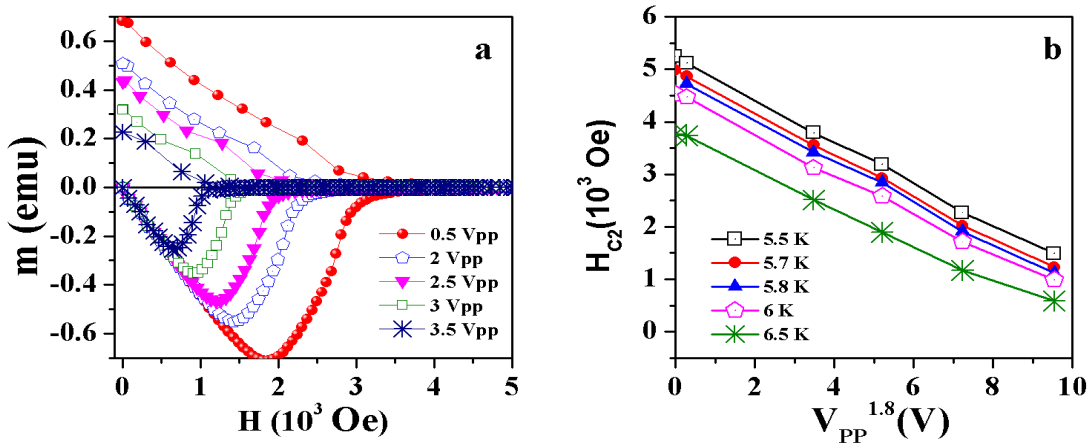 a
0.6
0.4
0.2
0.0
-0.2
-0.4
-0.6
m (emu)
0.5 Vpp
2 Vpp
2.5 Vpp
3 Vpp
3.5 Vpp
0 1 2 3 4 5
H (10³ Oe)
b
6
5
4
3
2
1
0
H_C2(10³ Oe)
5.5 K
5.7 K
5.8 K
6 K
6.5 K
0 2 4 6 8 10
V_PP^1.8(V)